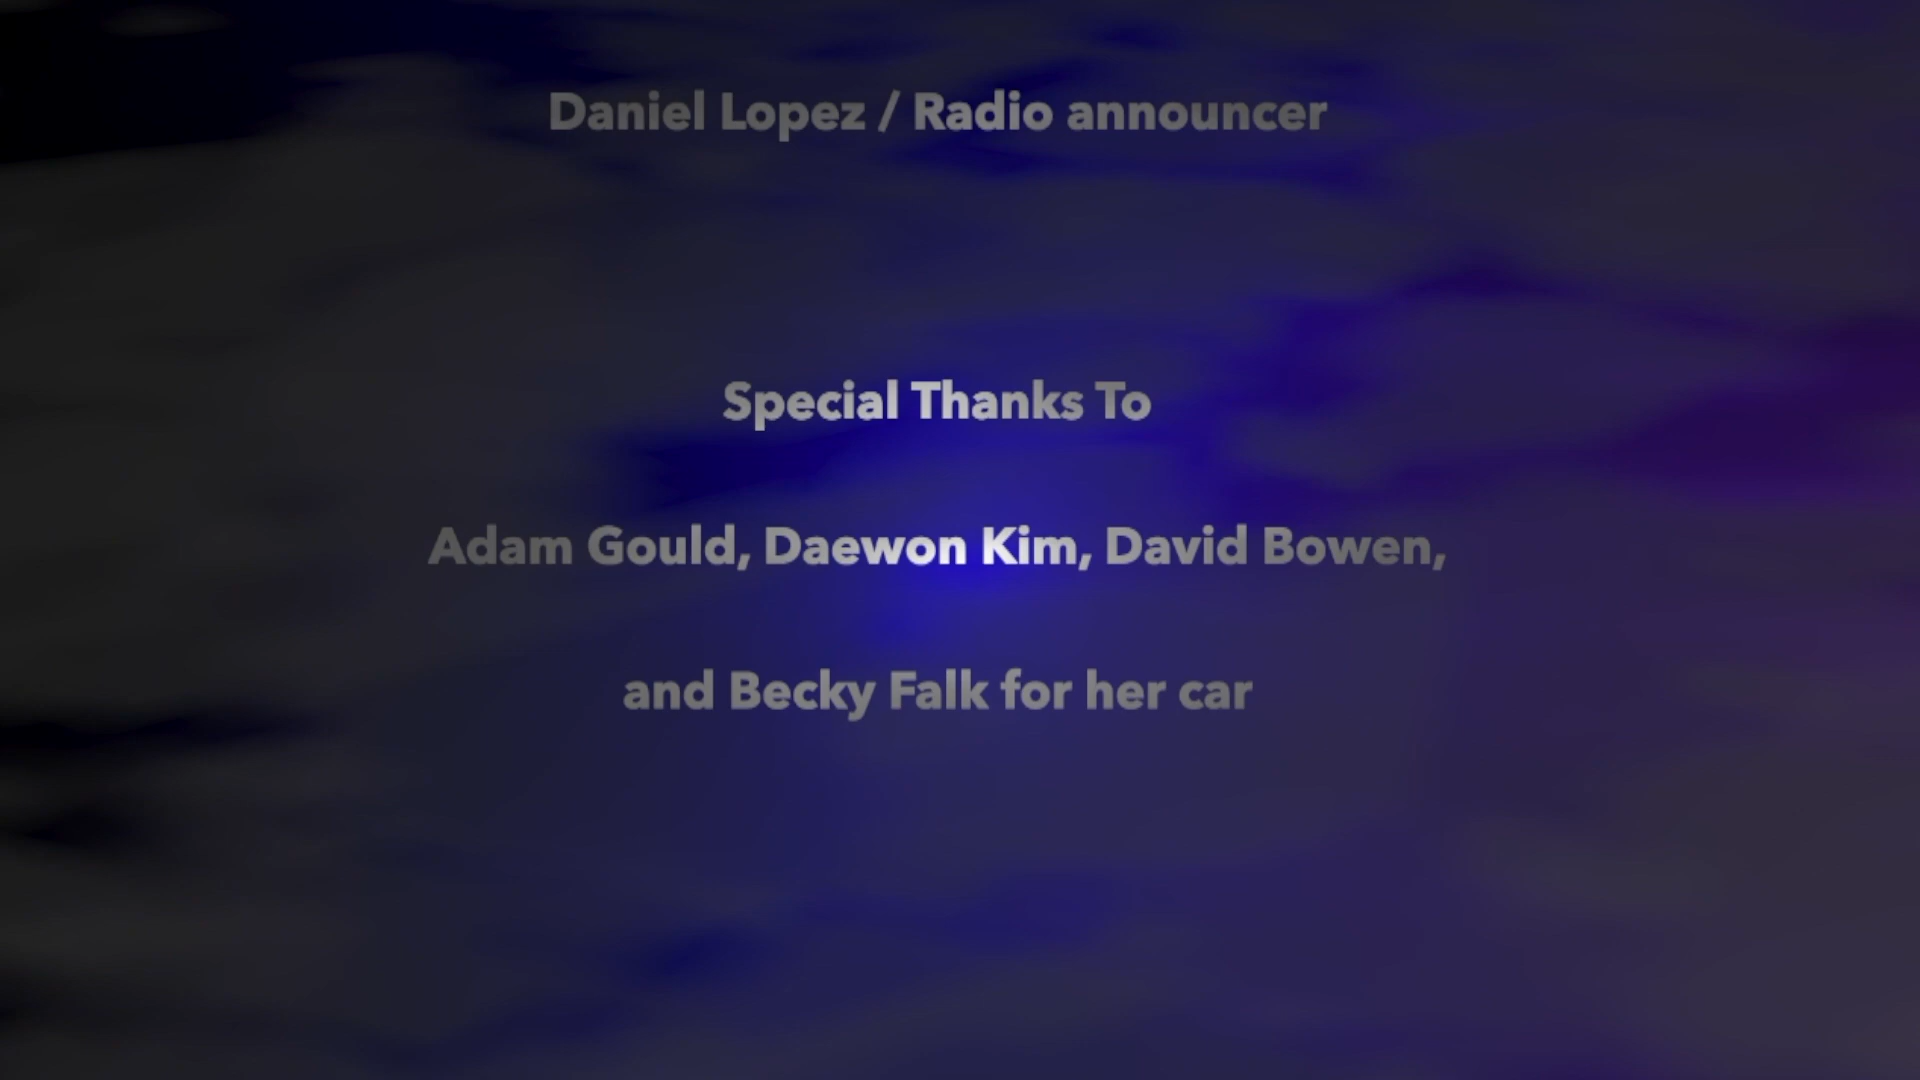 Daniel Lopez / Radio announcer
Special Thanks To
Adam Gould, Daewon Kim, David Bowen,
and Becky Falk for her car